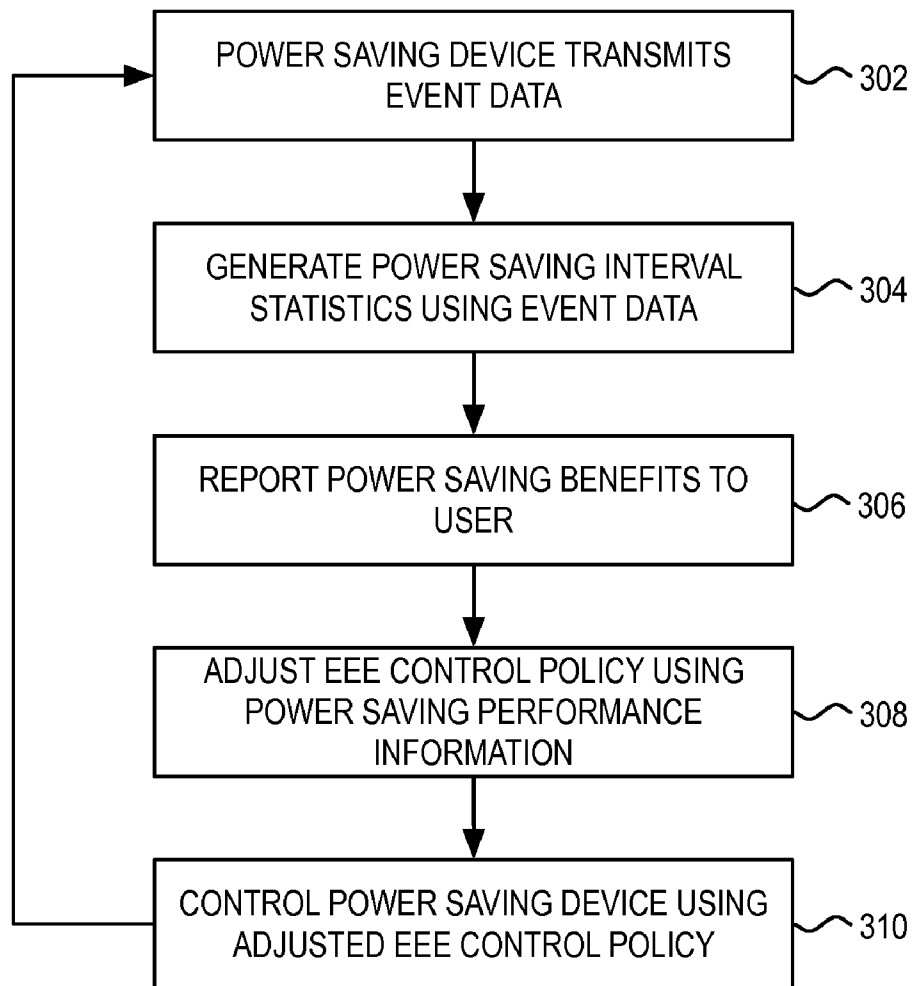 POWER SAVING DEVICE TRANSMITS
EVENT DATA
302
GENERATE POWER SAVING INTERVAL
STATISTICS USING EVENT DATA
304
REPORT POWER SAVING BENEFITS TO
USER
306
ADJUST EEE CONTROL POLICY USING
POWER SAVING PERFORMANCE
INFORMATION
308
CONTROL POWER SAVING DEVICE USING
ADJUSTED EEE CONTROL POLICY
310